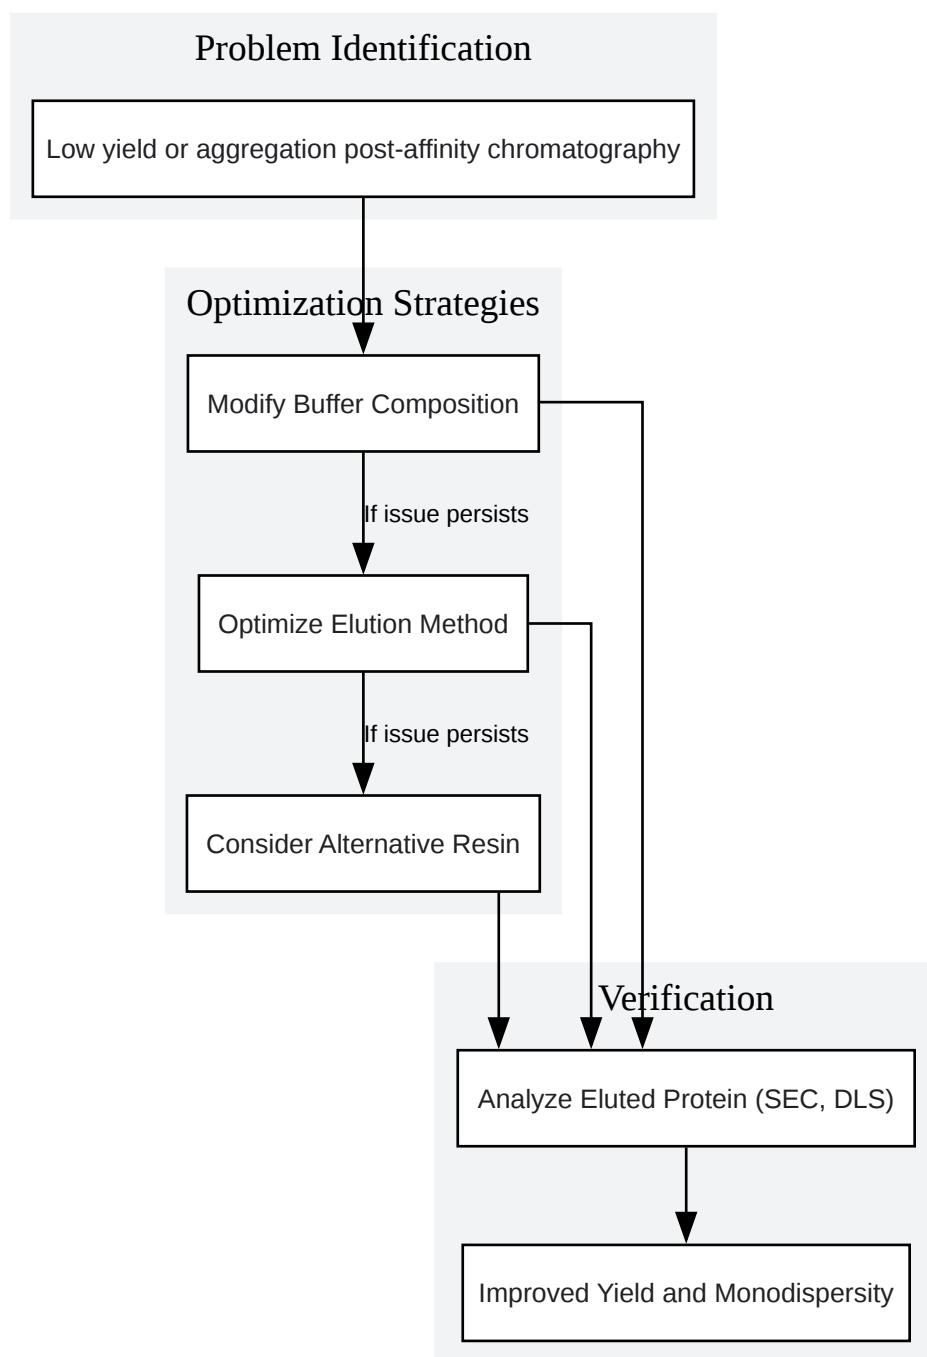 Problem Identification
Low yield or aggregation post-affinity chromatography
Optimization Strategies
Modify Buffer Composition
If issue persists
Optimize Elution Method
If issue persists
Consider Alternative Resin
Verification
Analyze Eluted Protein (SEC, DLS)
Improved Yield and Monodispersity